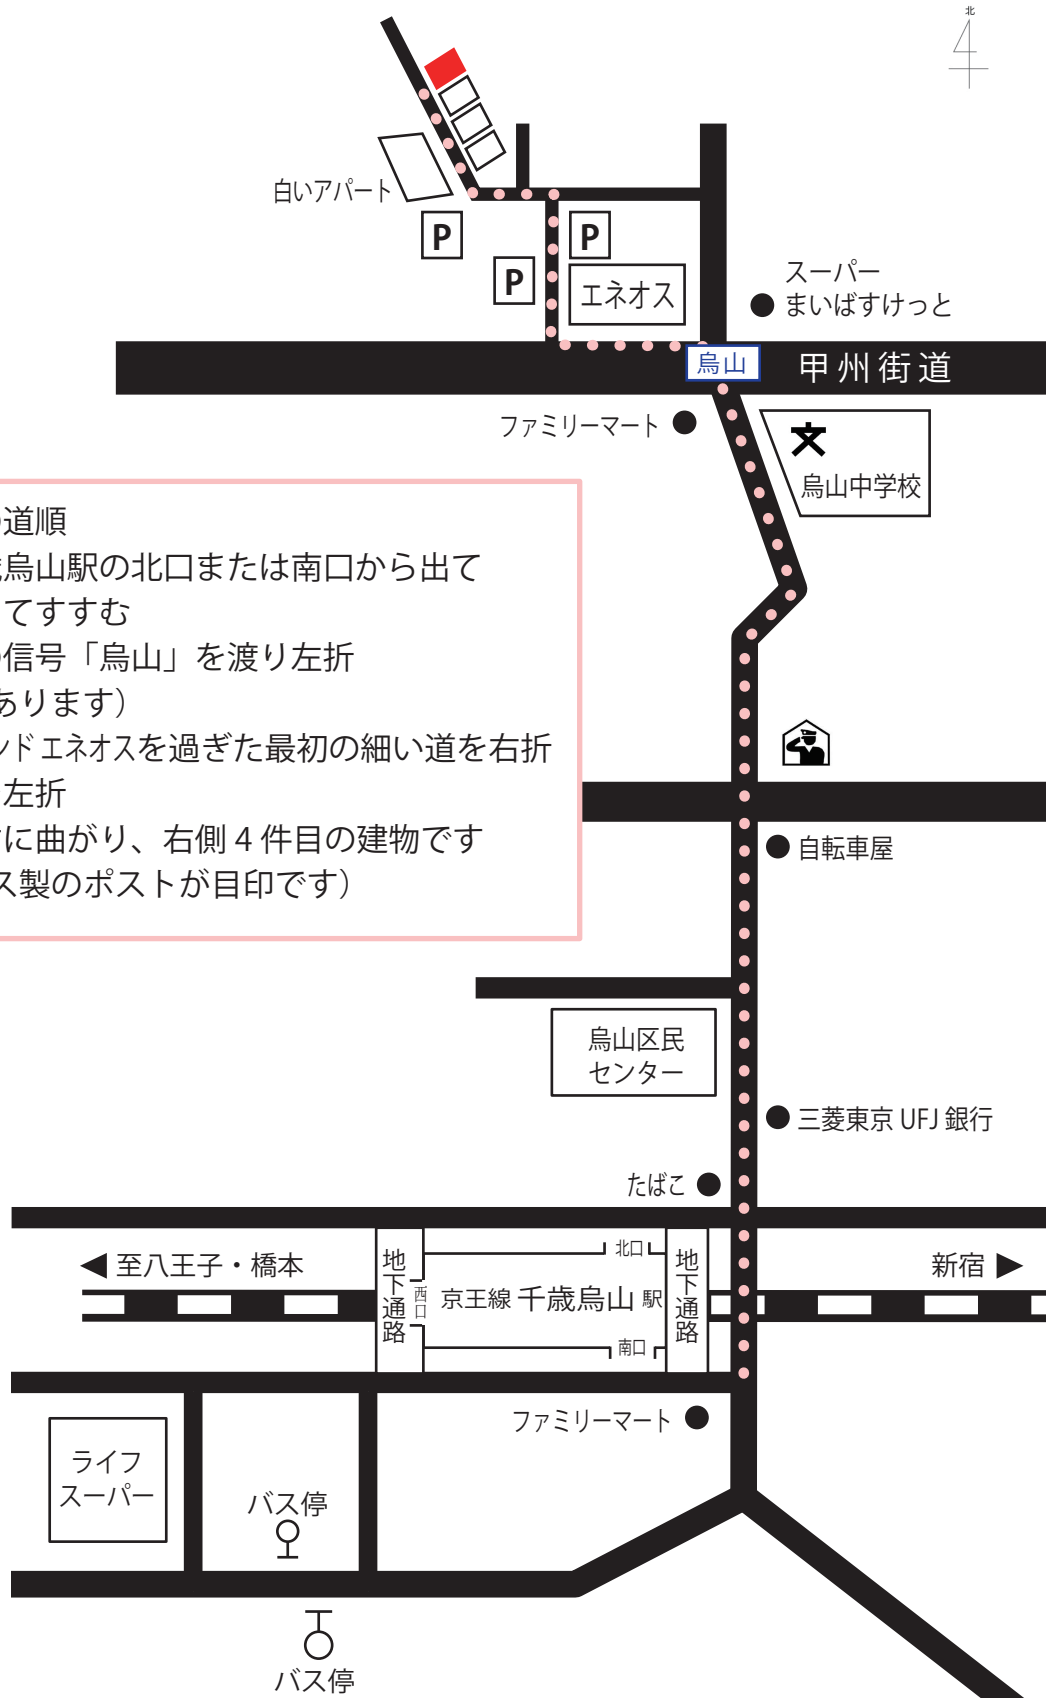 北
白いアパート
P
P
P
エネオス
スーパー
まいばすけっと
烏山
甲州街道
ファミリーマート
烏山中学校
道順
烏山駅の北口または南口から出て
てすすむ
信号「烏山」を渡り左折
あります）
ンド エネオスを過ぎた最初の細い道を右折
左折
に曲がり、右側 4 件目の建物です
ス製のポストが目印です）
自転車屋
烏山区民
センター
三菱東京 UFJ 銀行
たばこ
至八王子・橋本
地下通路
西口
北口
京王線 千歳烏山 駅
南口
地下通路
新宿
ファミリーマート
ライフ
スーパー
バス停
バス停